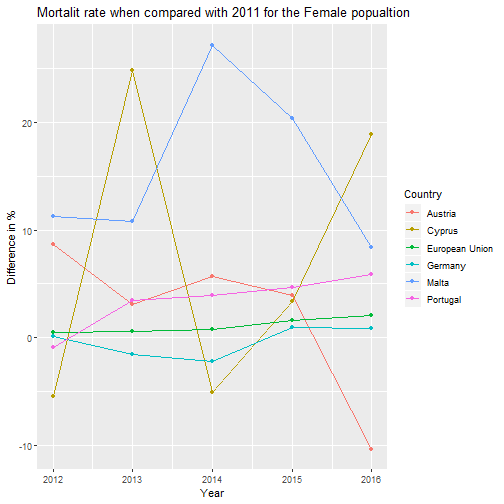 Mortalit rate when compared with 2011 for the Female popualtion
Difference in %
20
10
0
-10
2012 2013 2014 2015 2016
Year
Country
Austria
Cyprus
European Union
Germany
Malta
Portugal